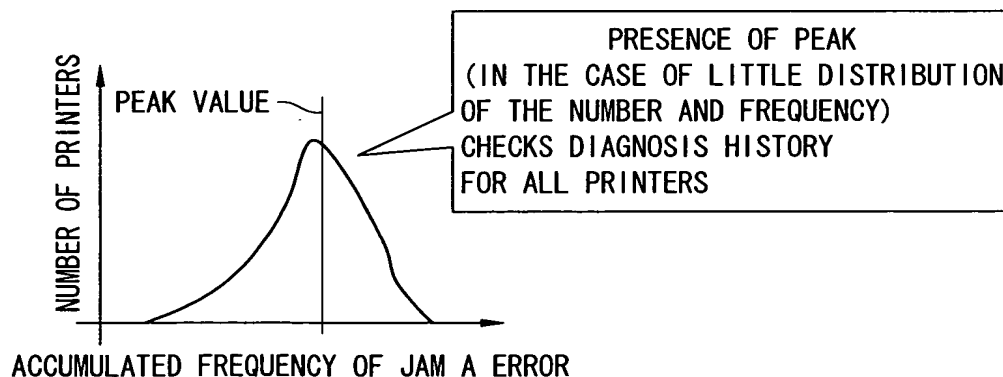 PRESENCE OF PEAK
(IN THE CASE OF LITTLE DISTRIBUTION
OF THE NUMBER AND FREQUENCY)
CHECKS DIAGNOSIS HISTORY
FOR ALL PRINTERS
PEAK VALUE
NUMBER OF PRINTERS
ACCUMULATED FREQUENCY OF JAM A ERROR